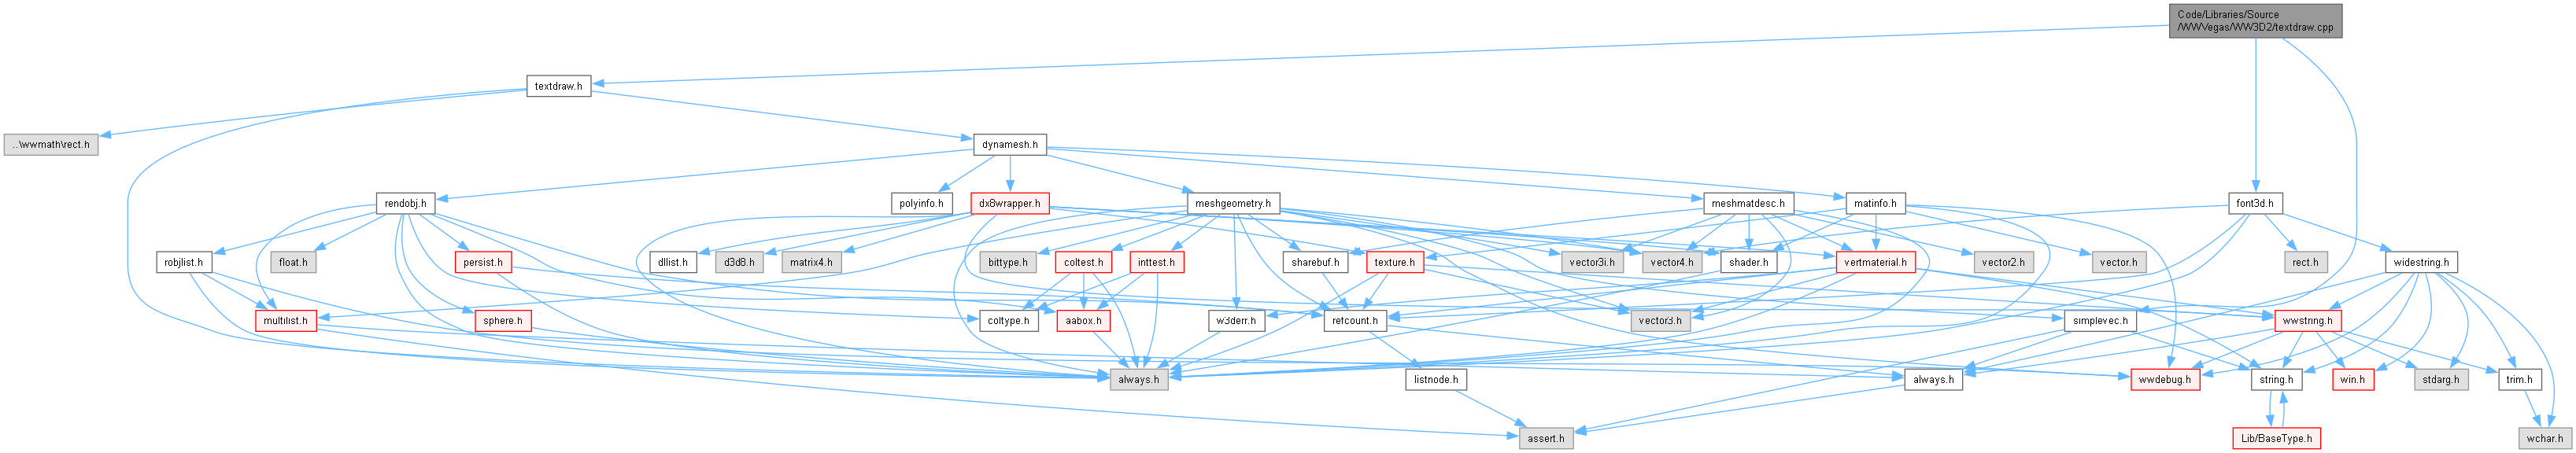 Code/Libraries/Source
/WWVegas/WW3D2/textdraw.cpp
textdraw.h
..\wwmath\rect.h
dynamesh.h
rendobj.h
polyinfo.h
dx8wrapper.h
meshgeometry.h
meshmatdesc.h
matinfo.h
font3d.h
robjlist.h
float.h
persist.h
dllist.h
d3d8.h
matrix4.h
bittype.h
coltest.h
inttest.h
sharebuf.h
texture.h
vector3i.h
vector4.h
shader.h
vertmaterial.h
vector2.h
vector.h
rect.h
widestring.h
multilist.h
sphere.h
coltype.h
aabox.h
w3derr.h
refcount.h
vector3.h
simplevec.h
wwstring.h
always.h
listnode.h
always.h
wwdebug.h
string.h
win.h
stdarg.h
trim.h
assert.h
Lib/BaseType.h
wchar.h